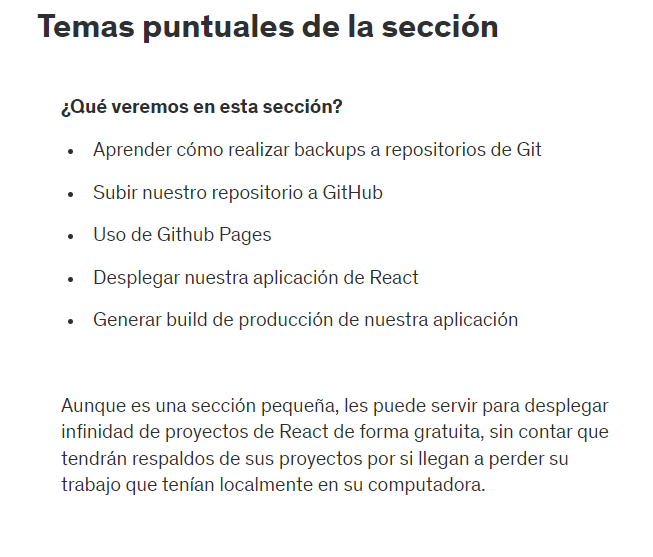 Temas puntuales de la sección
¿Qué veremos en esta sección?
• Aprender cómo realizar backups a repositorios de Git
• Subir nuestro repositorio a GitHub
• Uso de Github Pages
• Desplegar nuestra aplicación de React
• Generar build de producción de nuestra aplicación
Aunque es una sección pequeña, les puede servir para desplegar
infinidad de proyectos de React de forma gratuita, sin contar que
tendrán respaldos de sus proyectos por si llegan a perder su
trabajo que tenían localmente en su computadora.